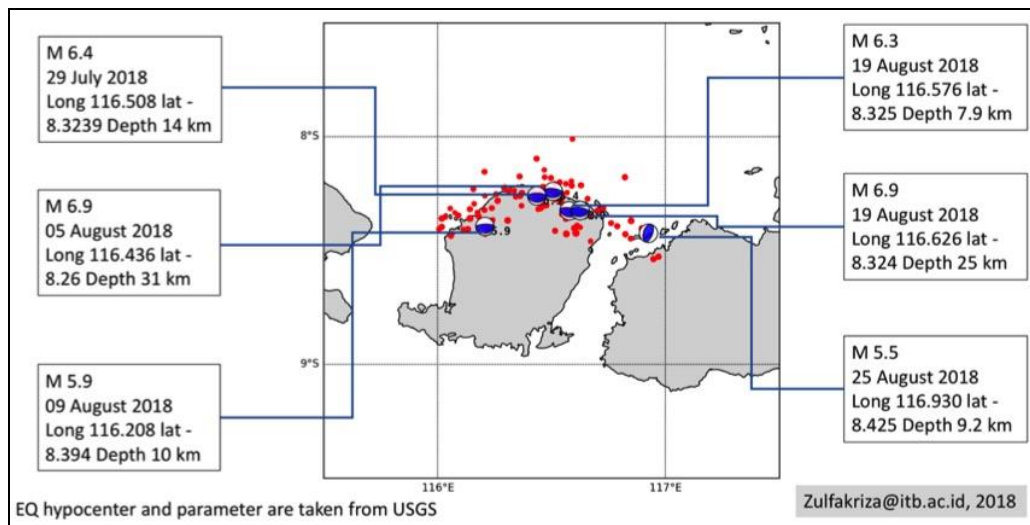 M 6.4
29 July 2018
Long 116.508 lat -
8.3239 Depth 14 km
M 6.9
05 August 2018
Long 116.436 lat -
8.26 Depth 31 km
M 5.9
09 August 2018
Long 116.208 lat -
8.394 Depth 10 km
8°S
9°S
116°E
117°E
5.9
M 6.3
19 August 2018
Long 116.576 lat -
8.325 Depth 7.9 km
M 6.9
19 August 2018
Long 116.626 lat -
8.324 Depth 25 km
M 5.5
25 August 2018
Long 116.930 lat -
8.425 Depth 9.2 km
EQ hypocenter and parameter are taken from USGS
Zulfakriza@itb.ac.id, 2018